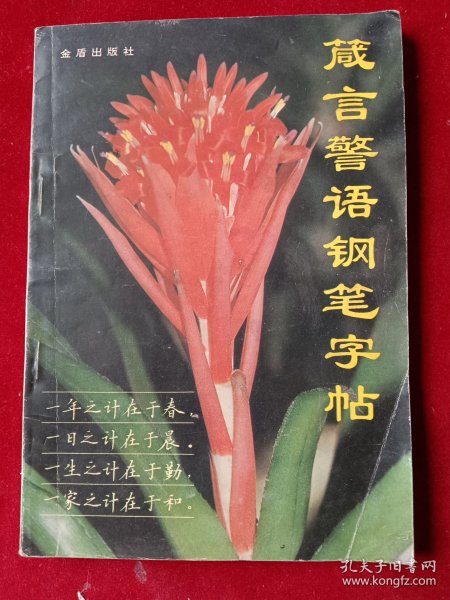 金盾出版社
箴言警语钢笔字帖
一年之计在于春，
一日之计在于晨。
一生之计在于勤，
一家之计在于和。
孔夫子旧书网
www.kongfz.com